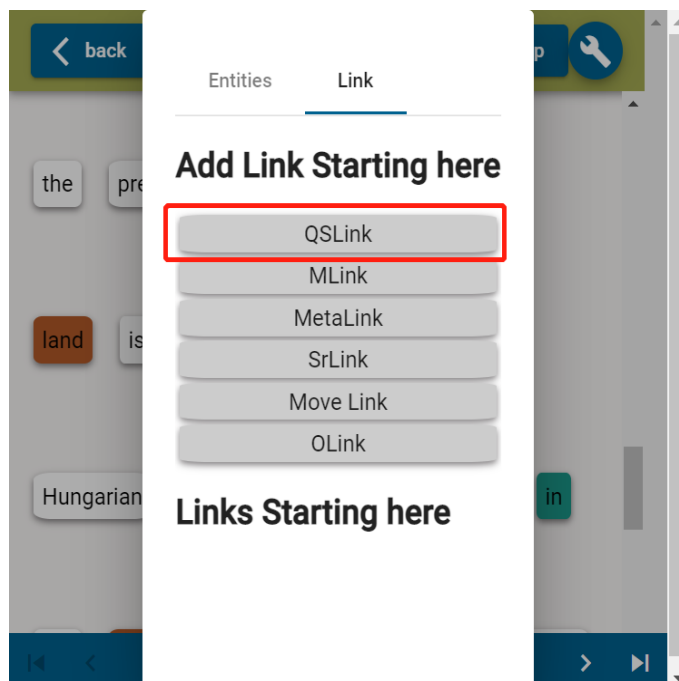 back
p
Entities Link
Add Link Starting here
the pre
QSLink
MLink
MetaLink
land is
SrLink
Move Link
OLink
Hungarian in
Links Starting here